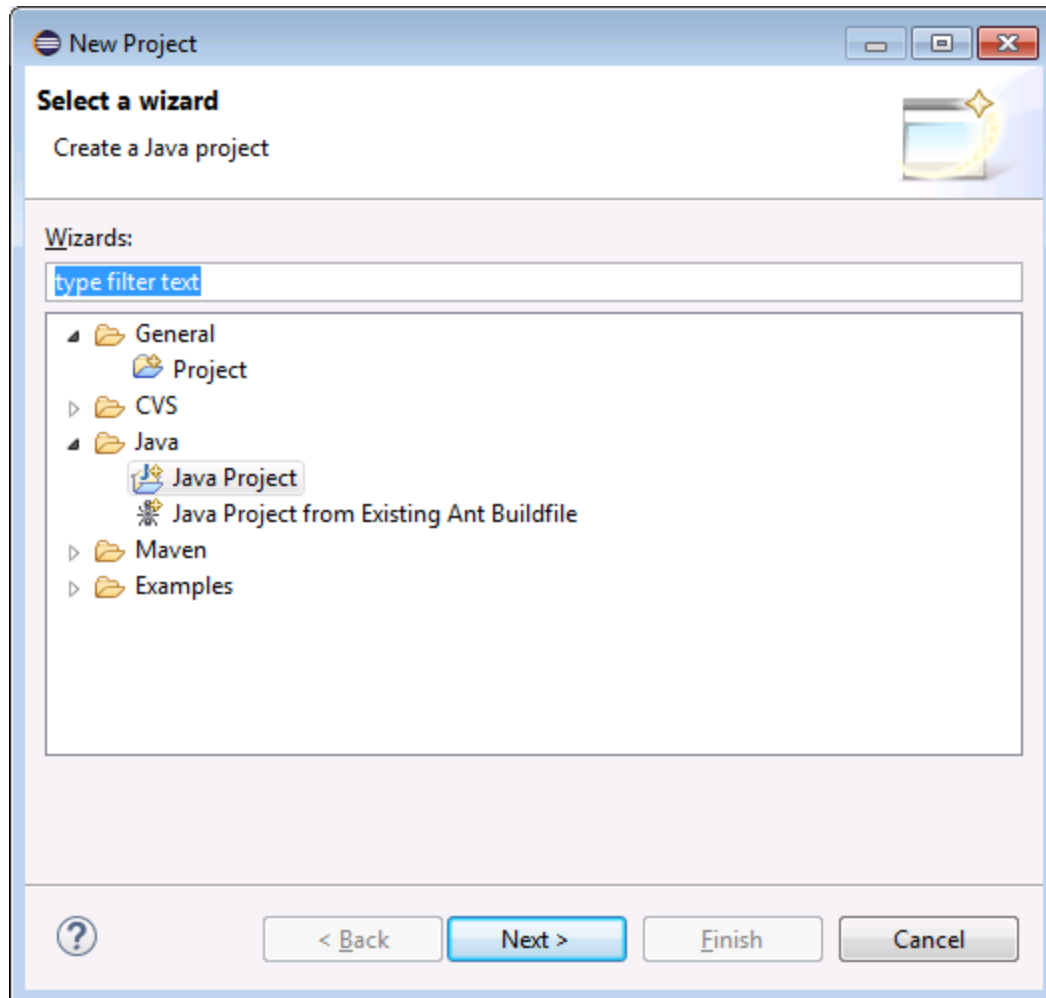 New Project
Select a wizard
Create a Java project
Wizards:
type filter text
General
Project
CVS
Java
Java Project
Java Project from Existing Ant Buildfile
Maven
Examples
? < Back Next > Finish Cancel